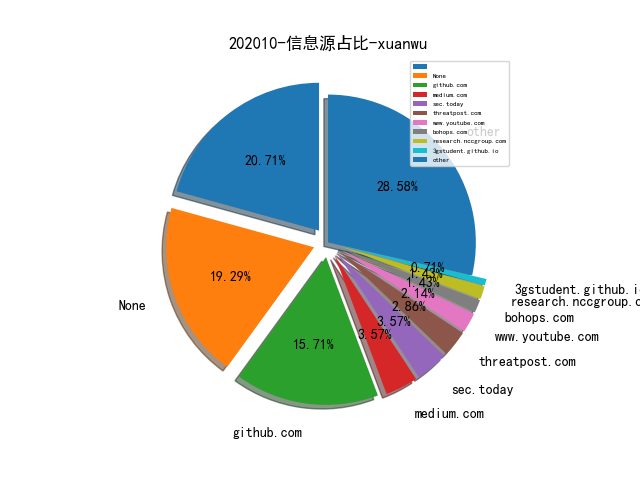 202010-信息源占比-xuanwu
None
github.com
medium.com
sec.today
threatpost.com
www.youtube.com
bohops.com
research.nccgroup.com
3gstudent.github.io
other
other
20.71%
28.58%
19.29%
15.71%
3.57%
3.57%
2.86%
2.14%
1.43%
1.43%
0.71%
None
github.com
medium.com
sec.today
threatpost.com
www.youtube.com
bohops.com
research.nccgroup.c
3gstudent.github.i